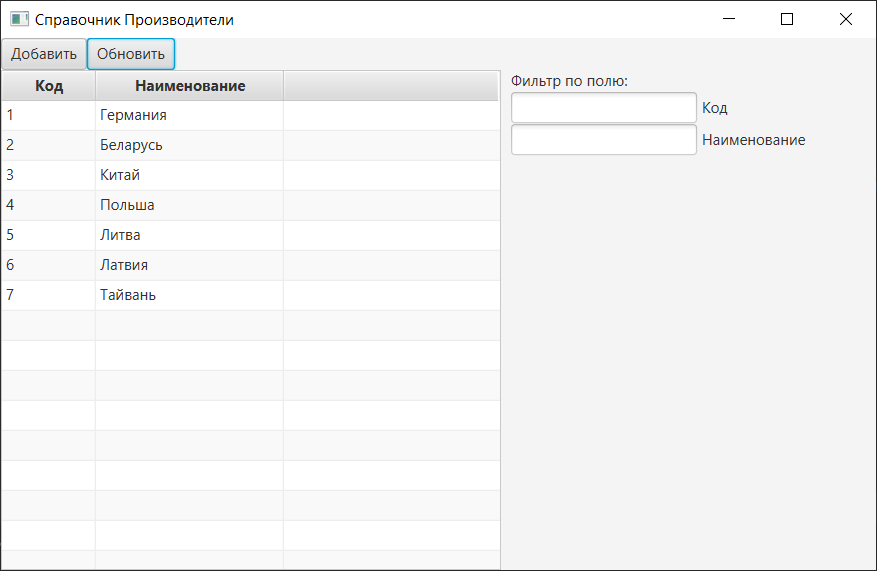 Справочник Производители
Добавить Обновить
Код Наименование
1 Германия
2 Беларусь
3 Китай
4 Польша
5 Литва
6 Латвия
7 Тайвань
Фильтр по полю:
Код
Наименование